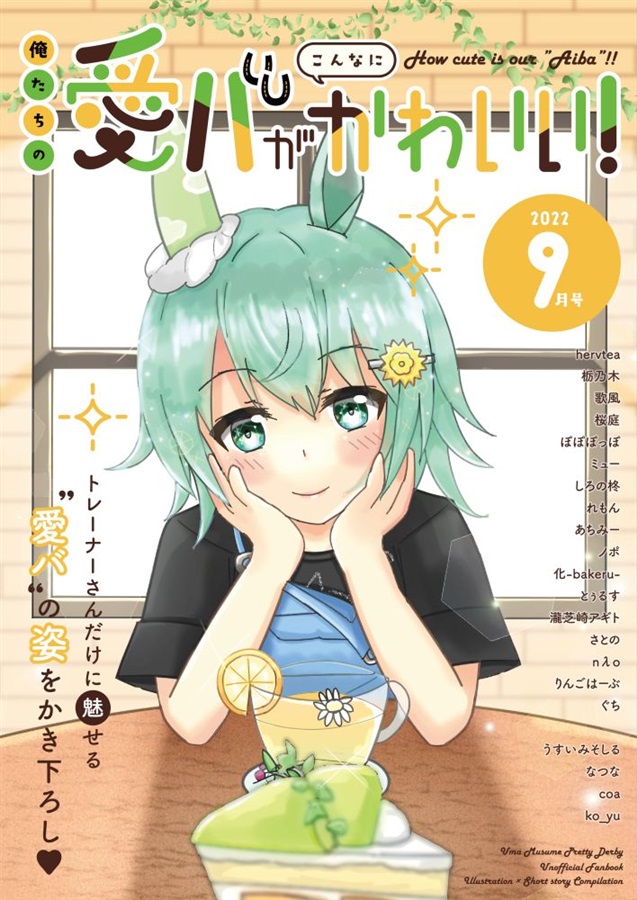 俺たちの
愛バがこんなにかわいい!
How cute is our "Aiba"!!
2022
9
月号
hervtea
栃乃木
歌風
桜庭
ぽぽぽっぽ
ミュー
しろの柊
れもん
あちみー
ノポ
化-bakeru-
とぅるす
瀧芝崎アギト
さとの
nλo
りんごはーぶ
ぐち
うすいみそしる
なつな
coa
ko_yu
トレーナーさんだけに魅せる
"愛バ"の姿をかき下ろし♥
Uma Musume Pretty Derby
Unofficial Fanbook
Illustration × Short story Compilation